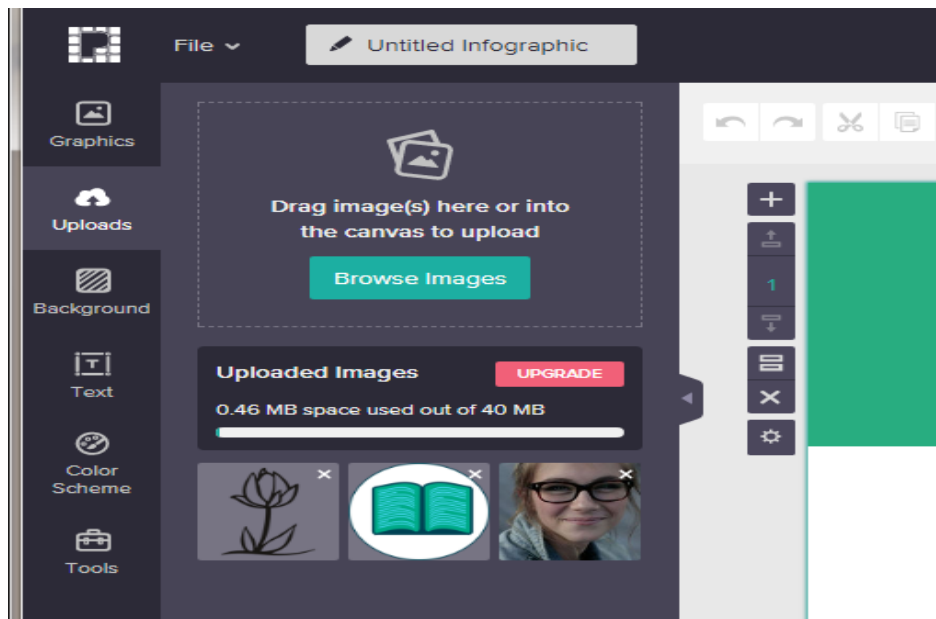 File
Untitled Infographic
Graphics
Uploads
Background
Text
Color
Scheme
Tools
Drag image(s) here or into
the canvas to upload
Browse Images
Uploaded Images
UPGRADE
0.46 MB space used out of 40 MB
1